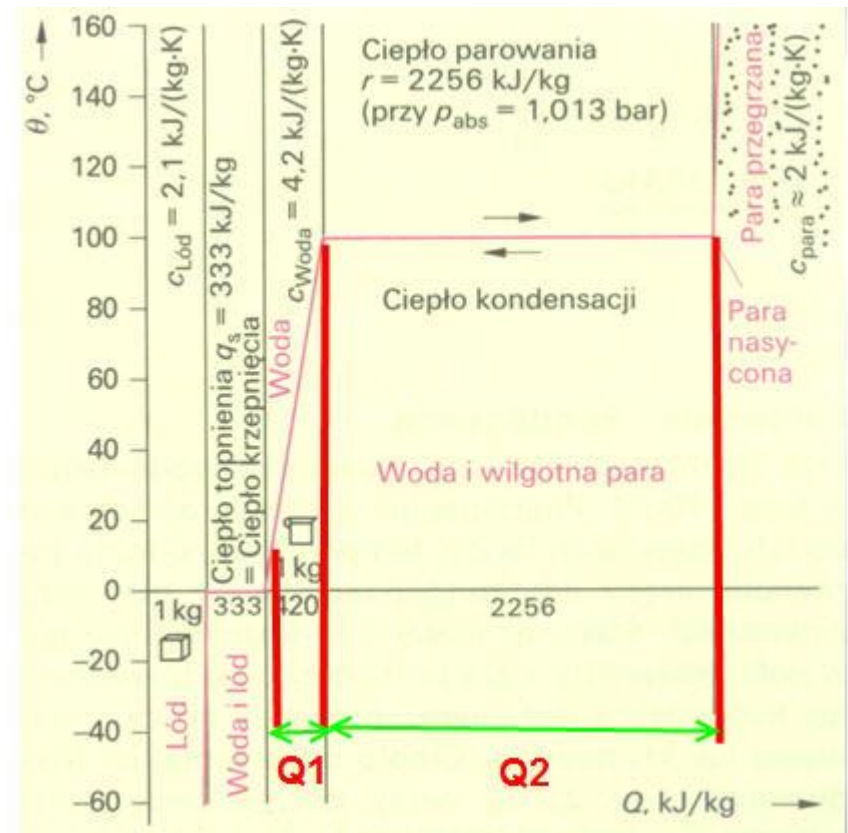 160
140
120
100
80
60
40
20
0
–20
–40
–60
θ, °C
c_Lód = 2,1 kJ/(kg·K)
Ciepło topnienia q_s = 333 kJ/kg
= Ciepło krzepnięcia
c_Woda = 4,2 kJ/(kg·K)
Woda
Ciepło parowania
r = 2256 kJ/kg
(przy p_abs = 1,013 bar)
Para przegrzana
c_para ≈ 2 kJ/(kg·K)
Ciepło kondensacji
Para
nasy-
cona
Woda i wilgotna para
1 kg
kg
333
420
2256
Lód
Woda i lód
Q1
Q2
Q, kJ/kg